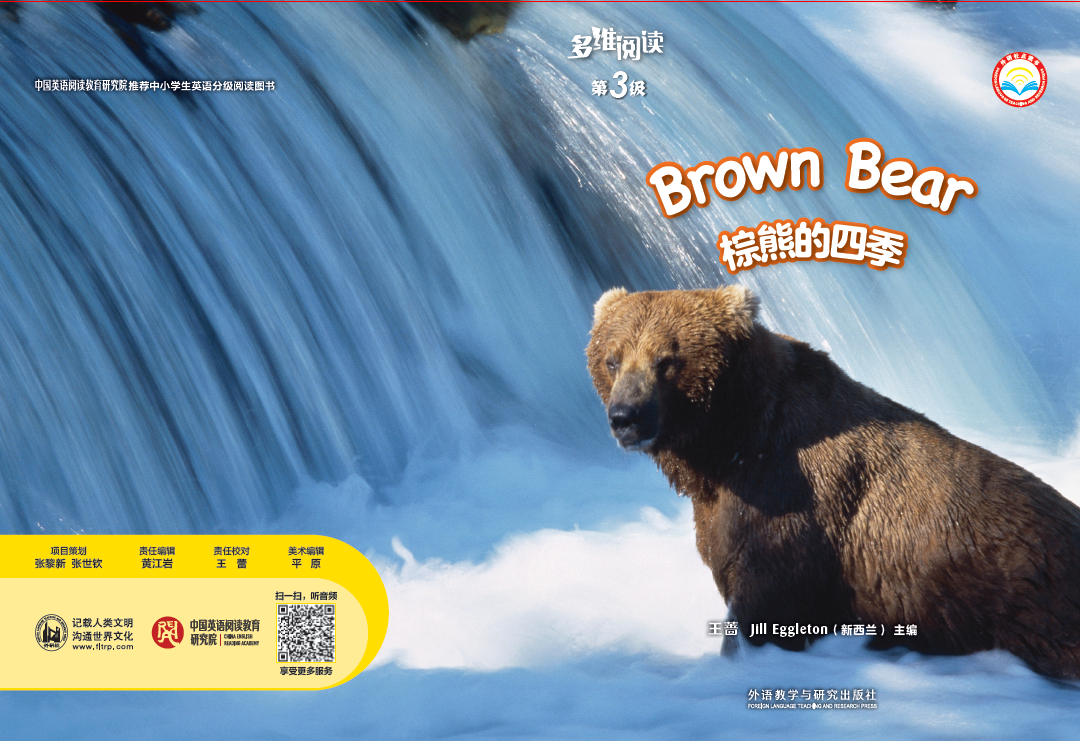 中国英语阅读教育研究院推荐中小学生英语分级阅读图书
多维阅读
第3级
Brown Bear
棕熊的四季
王蔷 Jill Eggleton（新西兰）主编
外语教学与研究出版社
FOREIGN LANGUAGE TEACHING AND RESEARCH PRESS
项目策划 责任编辑 责任校对 美术编辑
张黎新 张世钦 黄江岩 王 蕾 平 原
扫一扫，听音频
记载人类文明
沟通世界文化
www.fltrp.com
外研社
中国英语阅读教育
研究院
CHINA ENGLISH
READING ACADEMY
享受更多服务